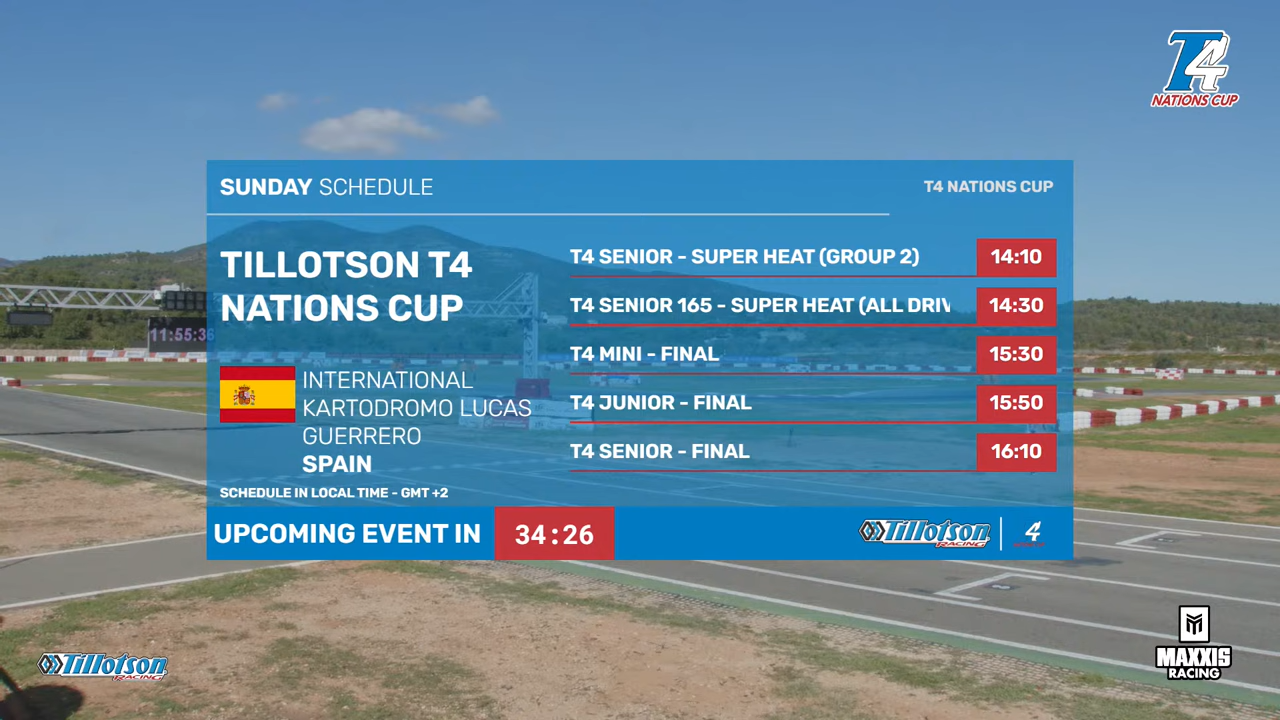 T4
NATIONS CUP
SUNDAY SCHEDULE
T4 NATIONS CUP
TILLOTSON T4
NATIONS CUP
INTERNATIONAL
KARTODROMO LUCAS
GUERRERO
SPAIN
SCHEDULE IN LOCAL TIME - GMT +2
T4 SENIOR - SUPER HEAT (GROUP 2) 14:10
T4 SENIOR 165 - SUPER HEAT (ALL DRIV 14:30
T4 MINI - FINAL 15:30
T4 JUNIOR - FINAL 15:50
T4 SENIOR - FINAL 16:10
11:55:36
UPCOMING EVENT IN 34:26
Tillotson
RACING
4
Tillotson
RACING
MAXXIS
RACING